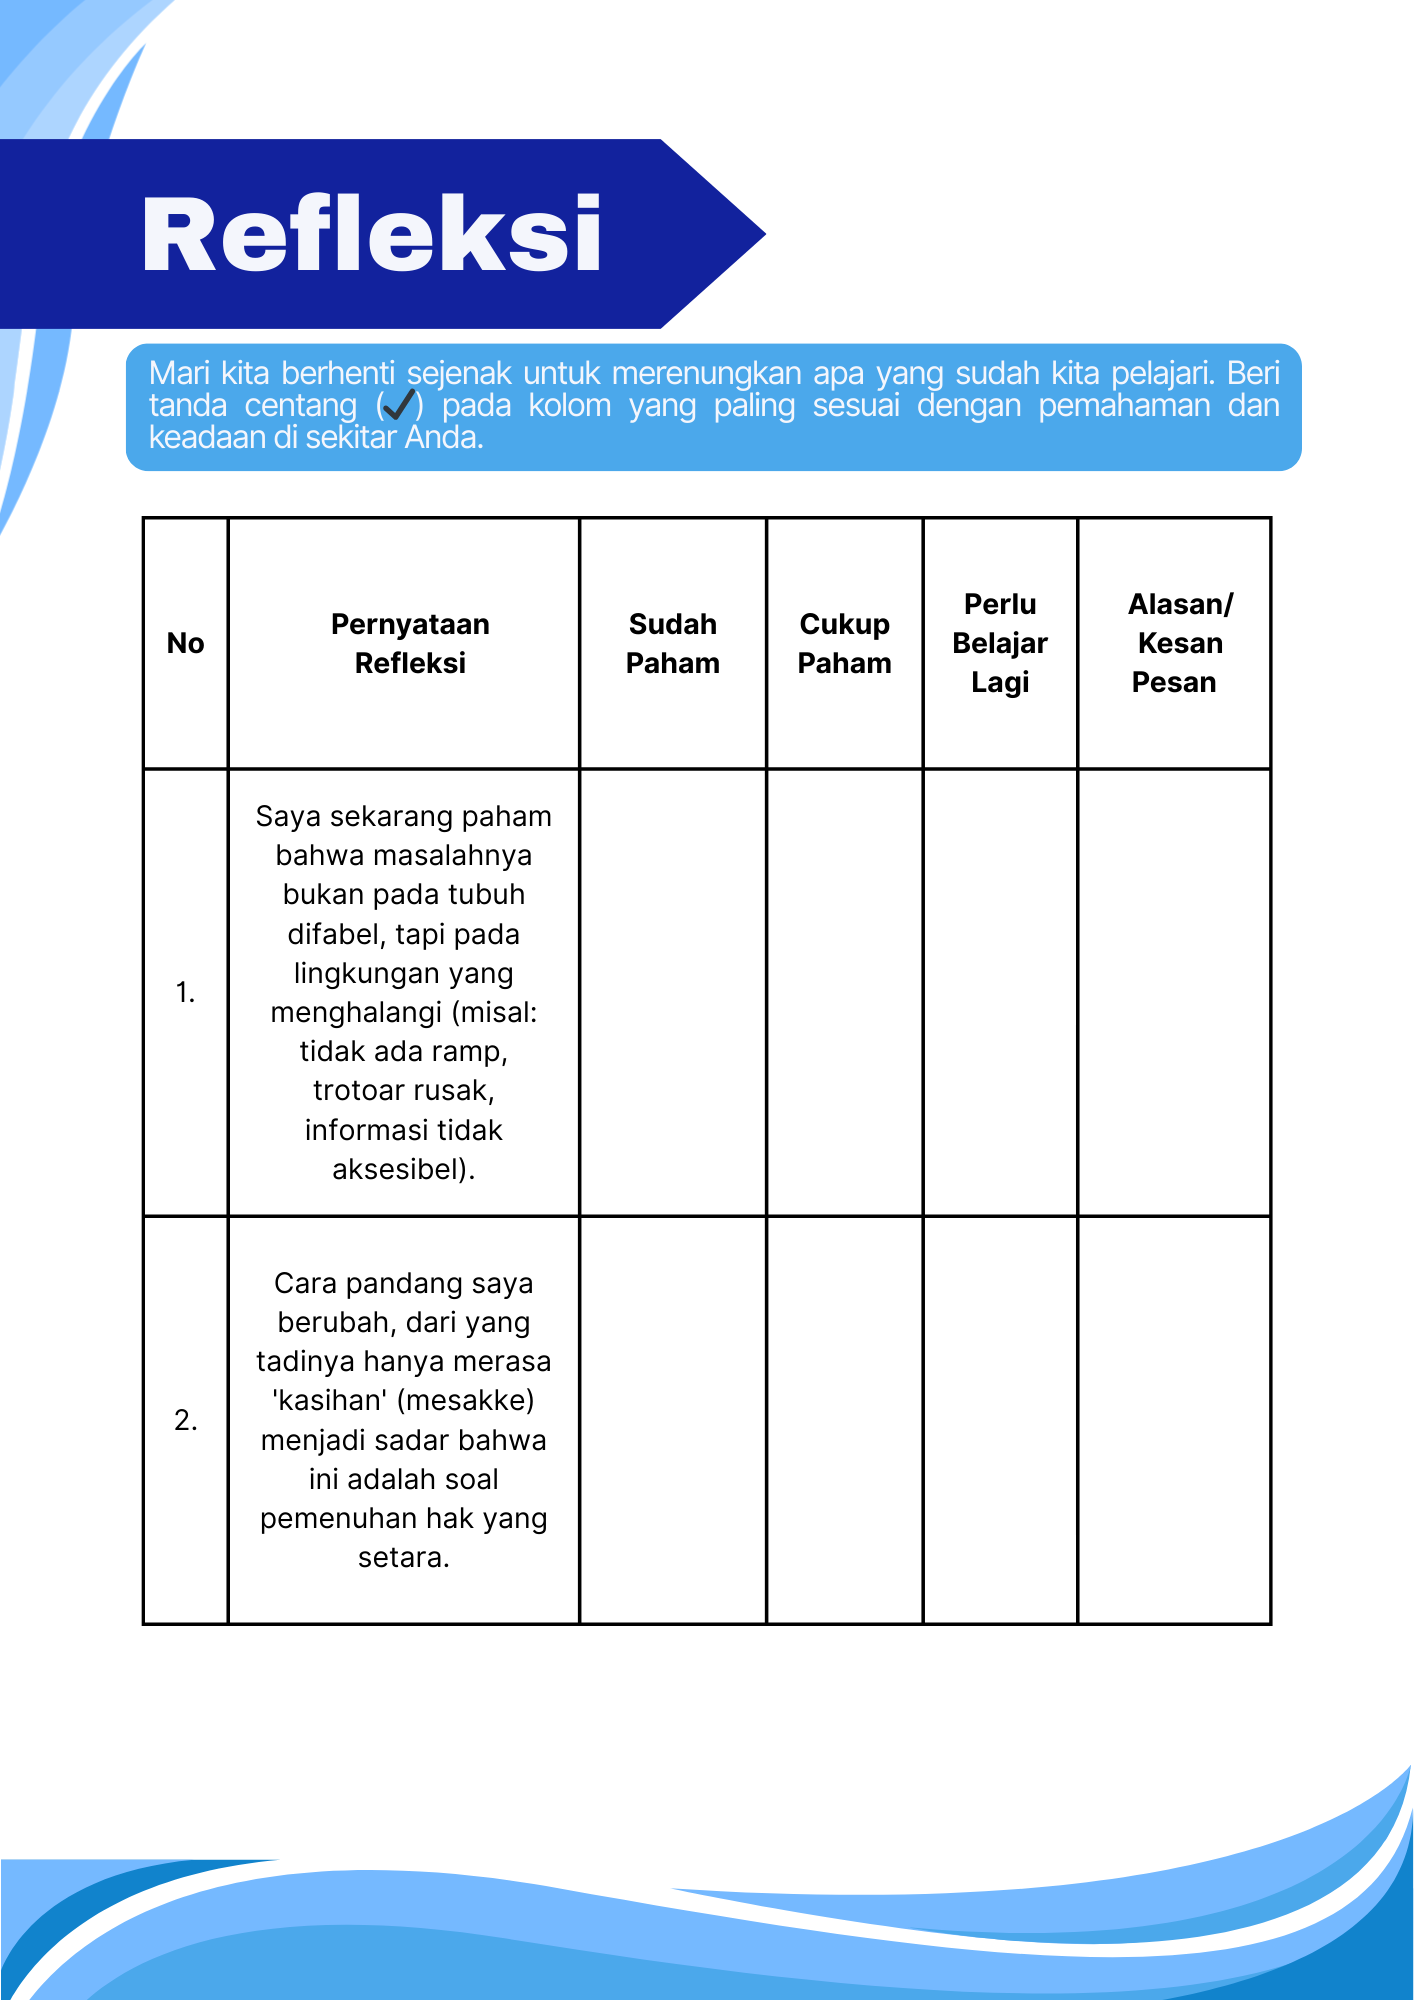 Refleksi
Mari kita berhenti sejenak untuk merenungkan apa yang sudah kita pelajari. Beri
tanda centang (✓) pada kolom yang paling sesuai dengan pemahaman dan
keadaan di sekitar Anda.
No
Pernyataan
Refleksi
Sudah
Paham
Cukup
Paham
Perlu
Belajar
Lagi
Alasan/
Kesan
Pesan
1.
Saya sekarang paham
bahwa masalahnya
bukan pada tubuh
difabel, tapi pada
lingkungan yang
menghalangi (misal:
tidak ada ramp,
trotoar rusak,
informasi tidak
aksesibel).
2.
Cara pandang saya
berubah, dari yang
tadinya hanya merasa
'kasihan' (mesakke)
menjadi sadar bahwa
ini adalah soal
pemenuhan hak yang
setara.